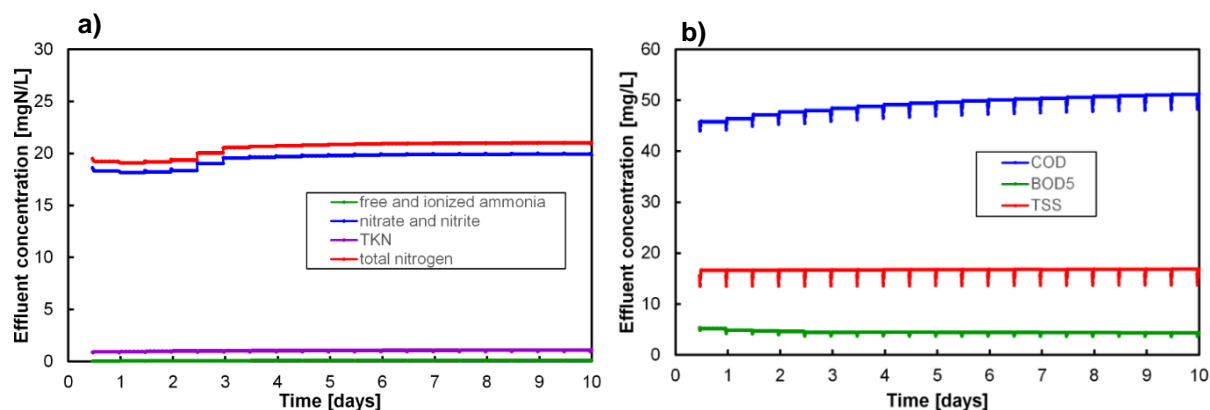 a)
Effluent concentration [mgN/L]
30
25
20
15
10
5
0
free and ionized ammonia
nitrate and nitrite
TKN
total nitrogen
0 1 2 3 4 5 6 7 8 9 10
Time [days]
b)
Effluent concentration [mg/L]
60
50
40
30
20
10
0
COD
BOD5
TSS
0 1 2 3 4 5 6 7 8 9 10
Time [days]